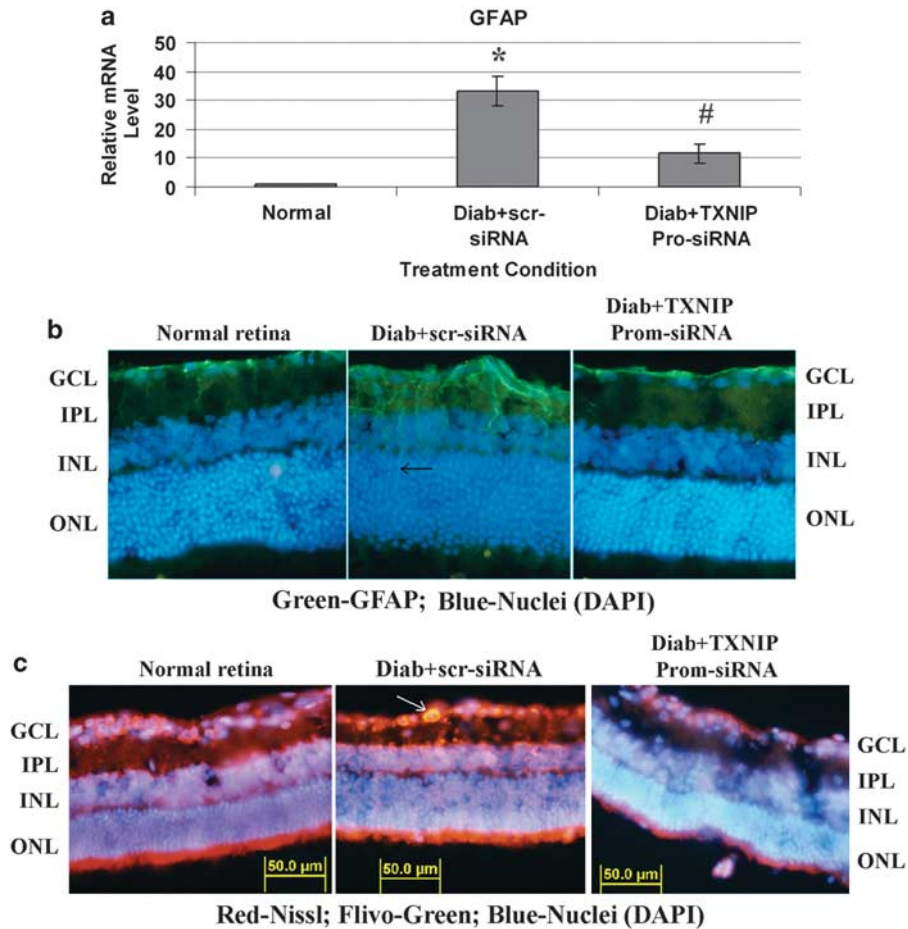 a
GFAP
Relative mRNA
Level
50
40
30
20
10
0
*
#
Normal
Diab+scr-
siRNA
Diab+TXNIP
Pro-siRNA
Treatment Condition
b
Normal retina
Diab+scr-siRNA
Diab+TXNIP
Prom-siRNA
GCL
IPL
INL
ONL
GCL
IPL
INL
ONL
Green-GFAP; Blue-Nuclei (DAPI)
c
Normal retina
Diab+scr-siRNA
Diab+TXNIP
Prom-siRNA
GCL
IPL
INL
ONL
50.0 µm
50.0 µm
50.0 µm
GCL
IPL
INL
ONL
Red-Nissl; Flivo-Green; Blue-Nuclei (DAPI)